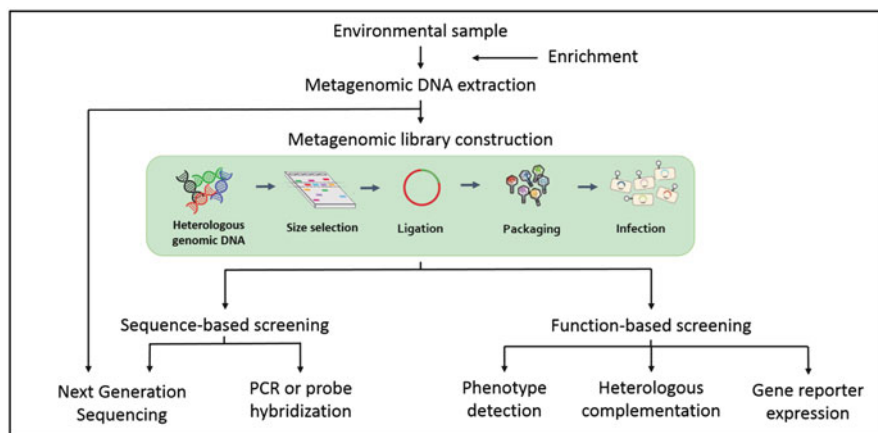 Environmental sample
Enrichment
Metagenomic DNA extraction
Metagenomic library construction
Heterologous
genomic DNA
Size selection
Ligation
Packaging
Infection
Sequence-based screening
Function-based screening
Next Generation
Sequencing
PCR or probe
hybridization
Phenotype
detection
Heterologous
complementation
Gene reporter
expression